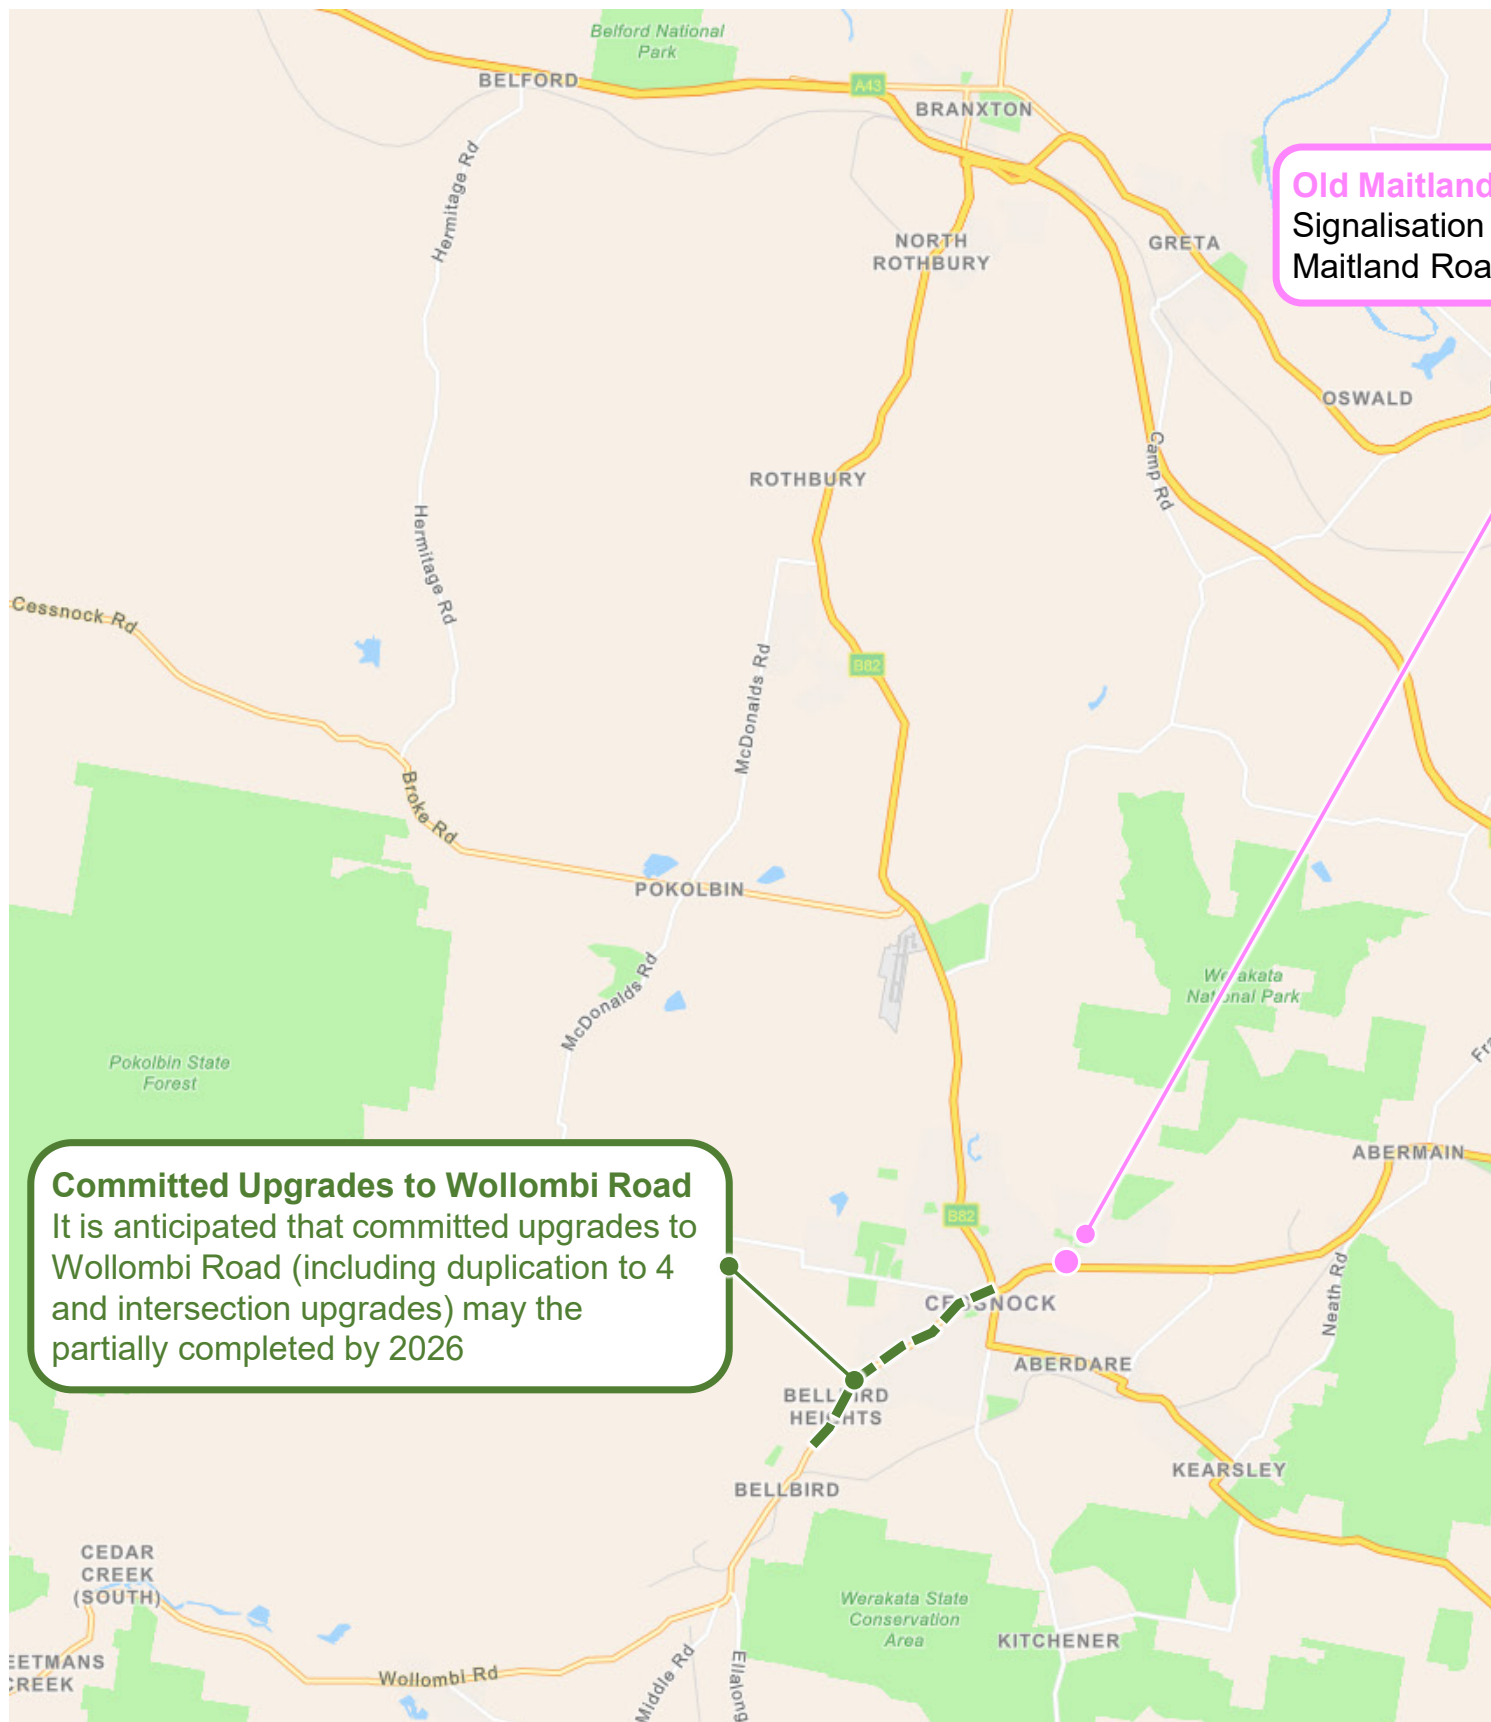 Belford National
Park
BELFORD
A43
BRANXTON
Hermitage Rd
Old Maitland
Signalisation
Maitland Roa
NORTH
ROTHBURY
GRETA
OSWALD
Camp Rd
ROTHBURY
Hermitage Rd
Cessnock Rd
McDonalds Rd
B82
Broke Rd
POKOLBIN
McDonalds Rd
Werakata
National Park
Fra
Pokolbin State
Forest
ABERMAIN
Committed Upgrades to Wollombi Road
It is anticipated that committed upgrades to
Wollombi Road (including duplication to 4
and intersection upgrades) may the
partially completed by 2026
B82
Neath Rd
CESSNOCK
ABERDARE
BELLBIRD
HEIGHTS
KEARSLEY
BELLBIRD
CEDAR
CREEK
(SOUTH)
Werakata State
Conservation
Area
KITCHENER
EETMANS
CREEK
Wollombi Rd
Middle Rd
Ellalong